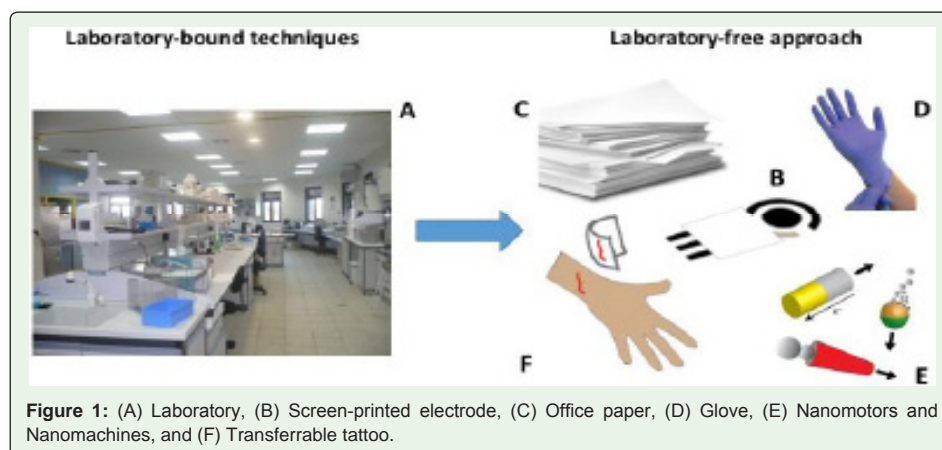 Laboratory-bound techniques
Laboratory-free approach
A
C
D
B
e⁻
F
E
Figure 1: (A) Laboratory, (B) Screen-printed electrode, (C) Office paper, (D) Glove, (E) Nanomotors and
Nanomachines, and (F) Transferrable tattoo.